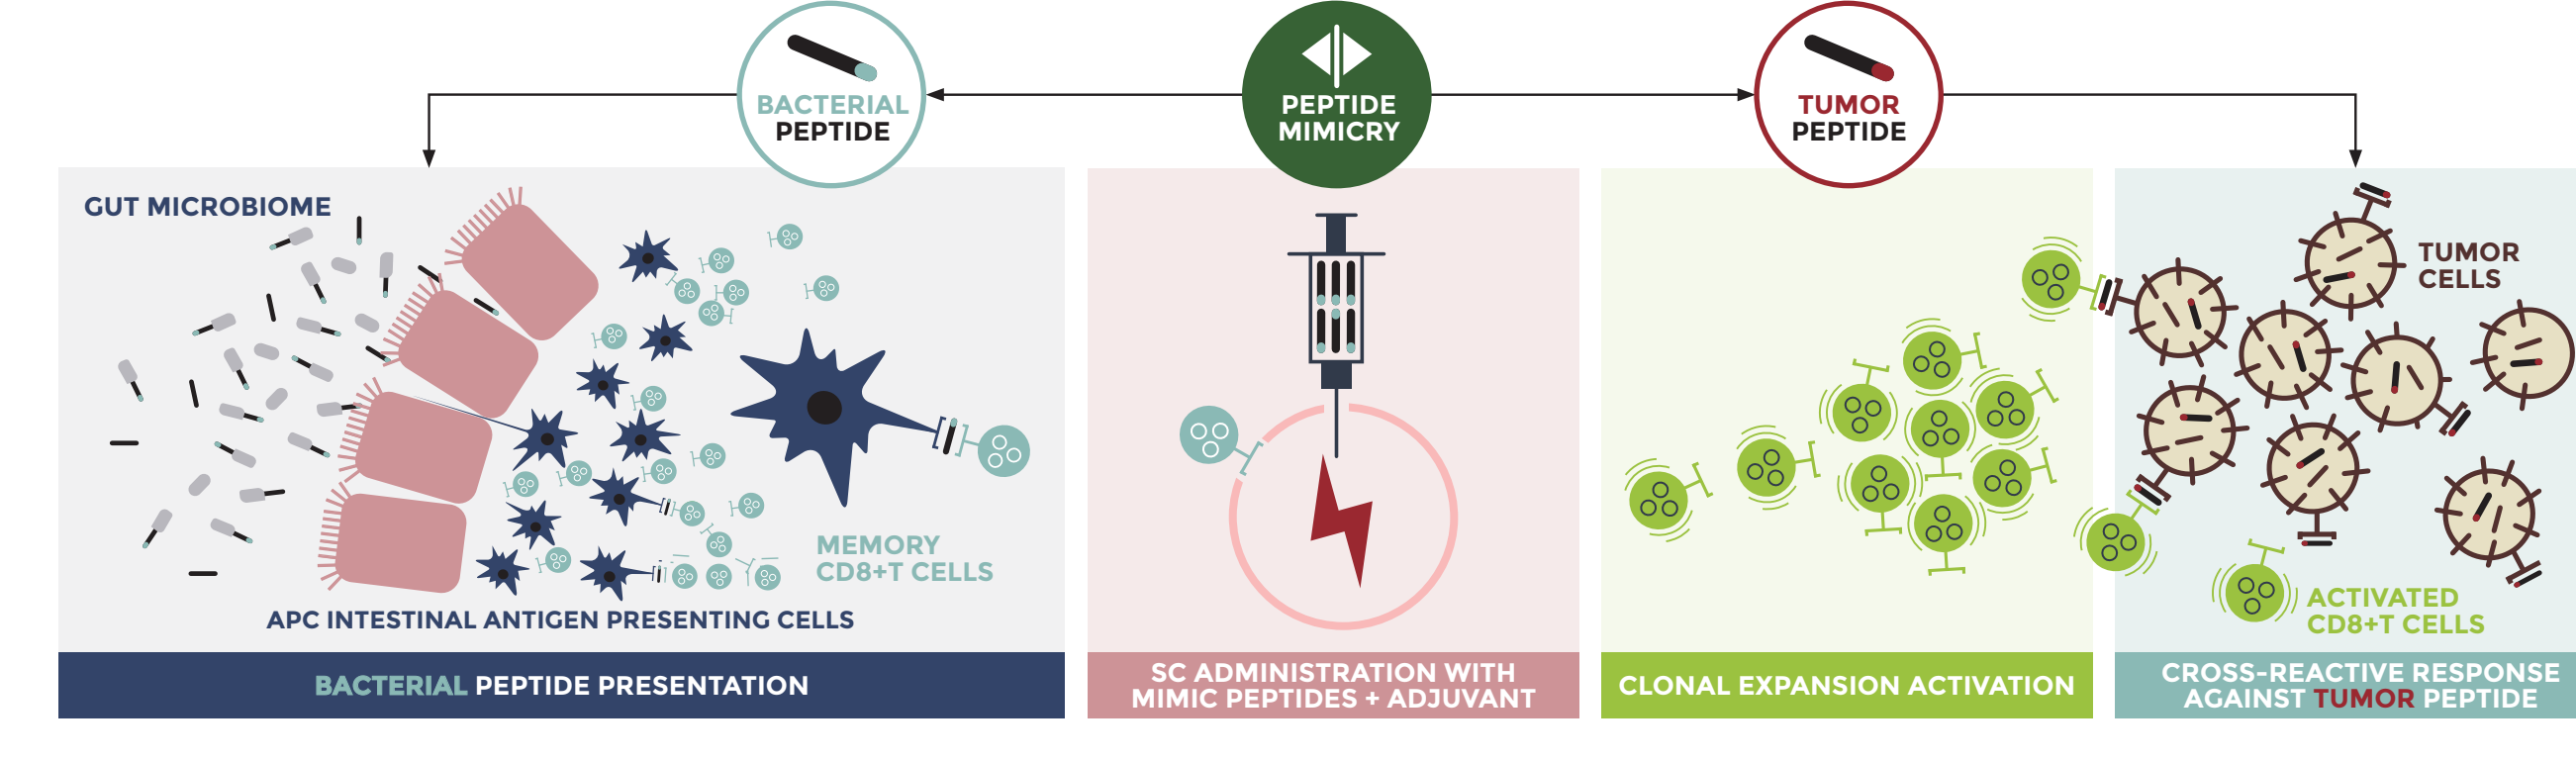 BACTERIAL
PEPTIDE
PEPTIDE
MIMICRY
TUMOR
PEPTIDE
GUT MICROBIOME
MEMORY
CD8+T CELLS
APC INTESTINAL ANTIGEN PRESENTING CELLS
BACTERIAL PEPTIDE PRESENTATION
SC ADMINISTRATION WITH
MIMIC PEPTIDES + ADJUVANT
CLONAL EXPANSION ACTIVATION
TUMOR
CELLS
ACTIVATED
CD8+T CELLS
CROSS-REACTIVE RESPONSE
AGAINST TUMOR PEPTIDE